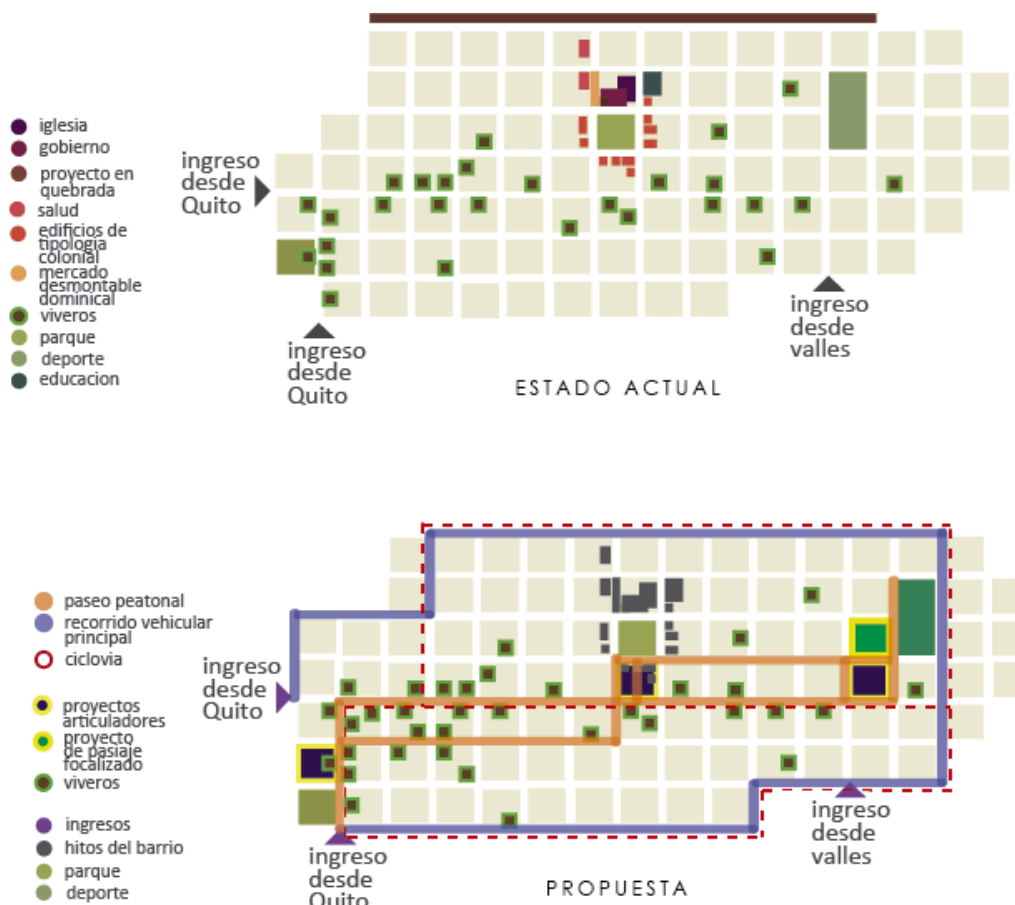 iglesia
gobierno
proyecto en
quebrada
salud
edificios de
tipologia
colonial
mercado
desmontable
dominical
viveros
parque
deporte
educacion
ingreso
desde
Quito
ingreso
desde
Quito
ingreso
desde
valles
ESTADO ACTUAL
paseo peatonal
recorrido vehicular
principal
ciclovia
proyectos
articuladores
proyecto
de pasiaje
focalizado
viveros
ingresos
hitos del barrio
parque
deporte
ingreso
desde
Quito
ingreso
desde
Quito
ingreso
desde
valles
PROPUESTA